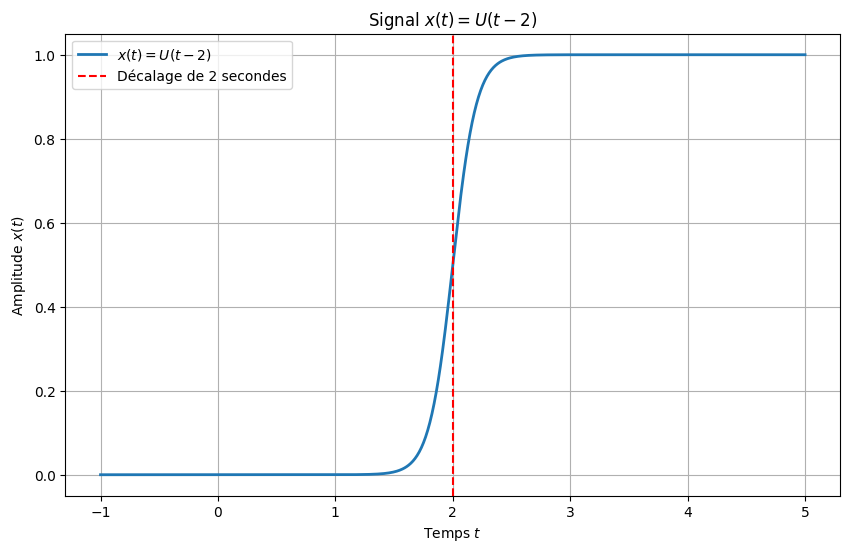 Signal x(t) = U(t − 2)
x(t) = U(t − 2)
Décalage de 2 secondes
Amplitude x(t)
1.0
0.8
0.6
0.4
0.2
0.0
−1 0 1 2 3 4 5
Temps t